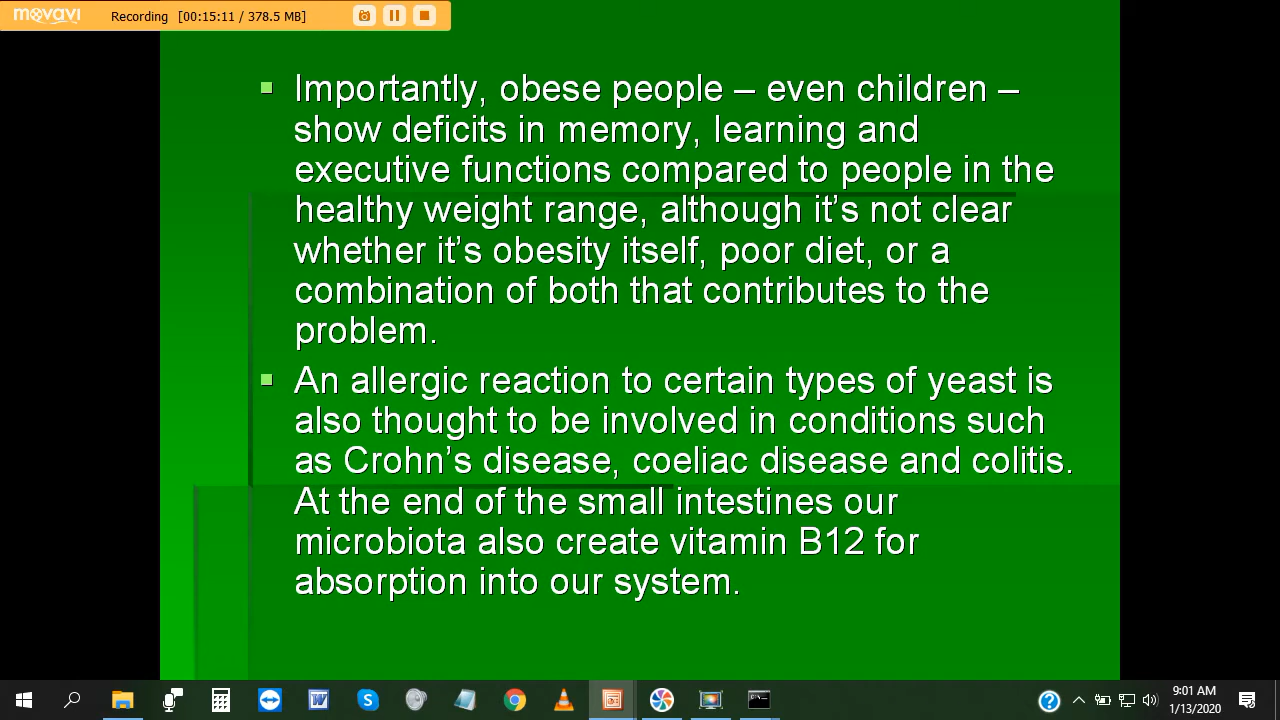 movavi Recording [00:15:11 / 378.5 MB]
Importantly, obese people – even children –
show deficits in memory, learning and
executive functions compared to people in the
healthy weight range, although it’s not clear
whether it’s obesity itself, poor diet, or a
combination of both that contributes to the
problem.
An allergic reaction to certain types of yeast is
also thought to be involved in conditions such
as Crohn’s disease, coeliac disease and colitis.
At the end of the small intestines our
microbiota also create vitamin B12 for
absorption into our system.
9:01 AM
1/13/2020